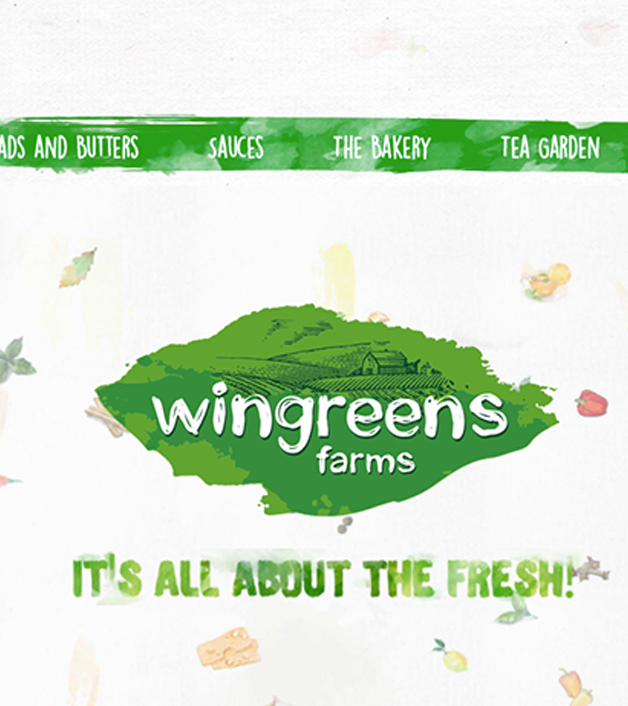 ADS AND BUTTERS SAUCES THE BAKERY TEA GARDEN
wingreens
farms
IT'S ALL ABOUT THE FRESH!